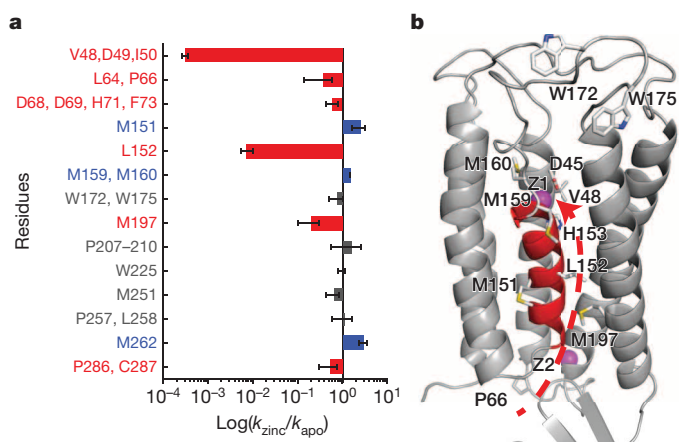 a
V48,D49,I50
L64, P66
D68, D69, H71, F73
M151
L152
M159, M160
W172, W175
M197
P207–210
W225
M251
P257, L258
M262
P286, C287
Residues
10⁻⁴ 10⁻³ 10⁻² 10⁻¹ 10⁰ 10¹
Log(k_zinc/k_apo)
b
W172
W175
M160
D45
Z1
V48
M159
H153
L152
M151
M197
Z2
P66